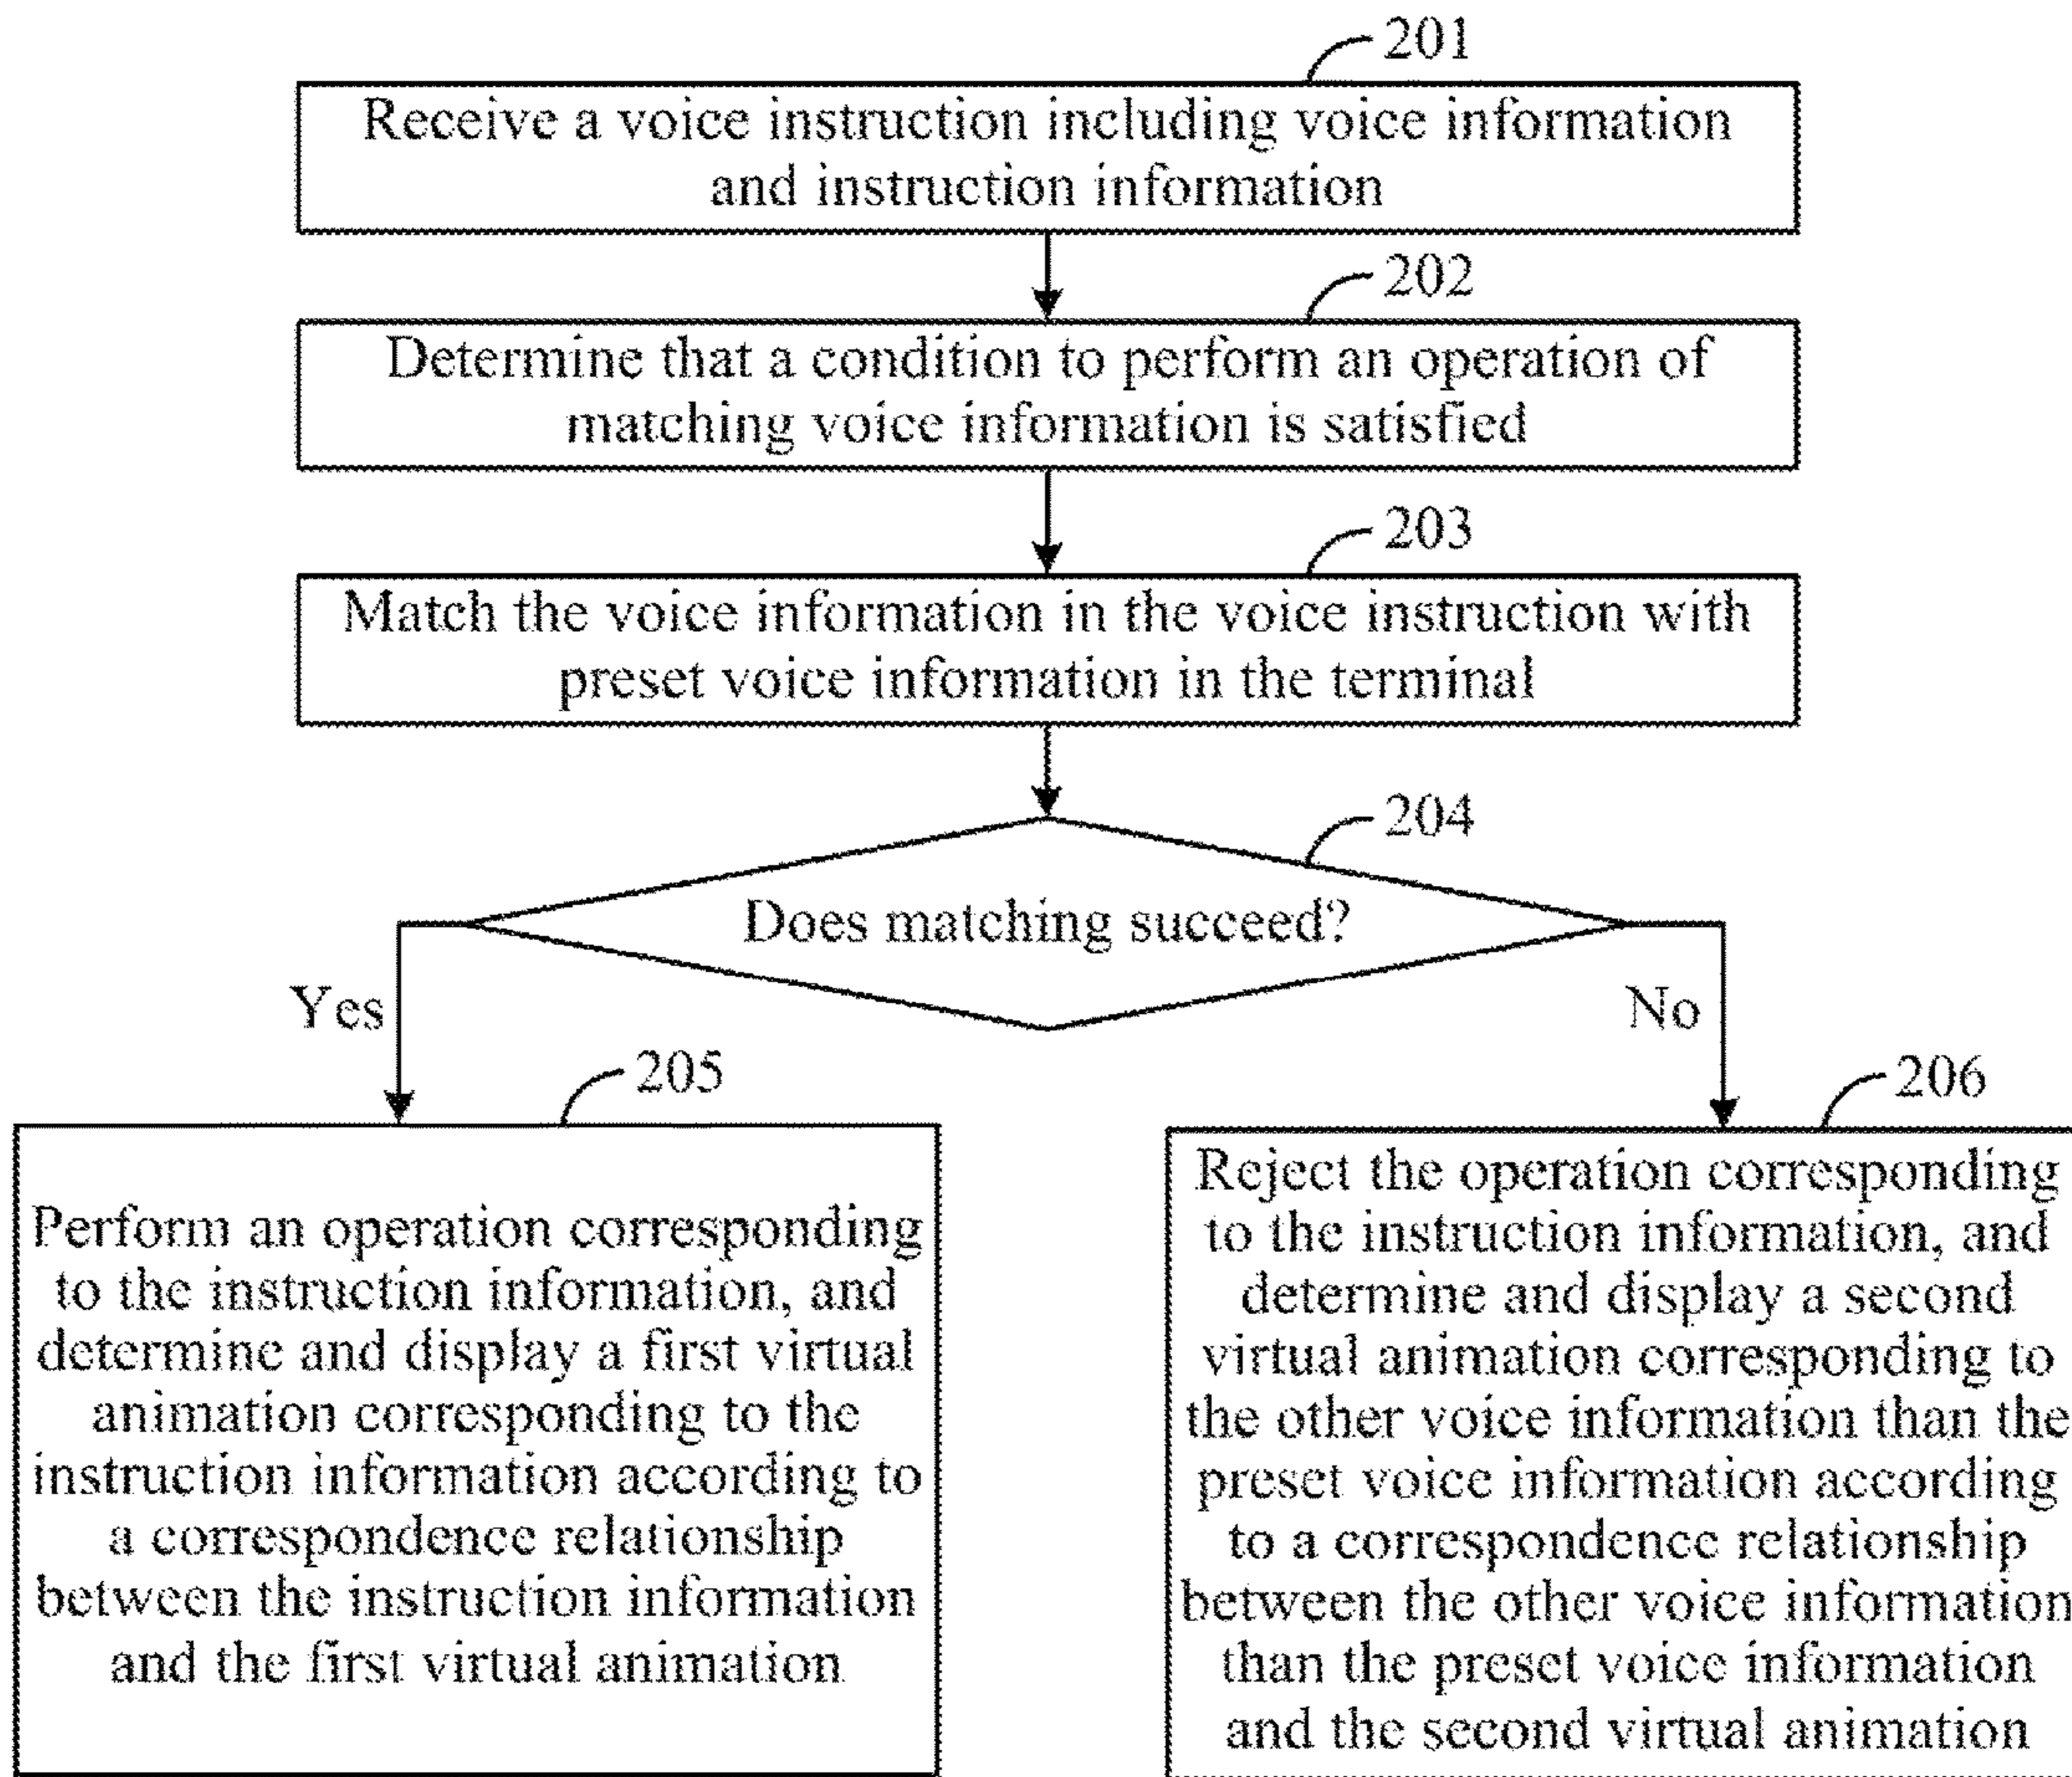 201
Receive a voice instruction including voice information
and instruction information
202
Determine that a condition to perform an operation of
matching voice information is satisfied
203
Match the voice information in the voice instruction with
preset voice information in the terminal
204
Does matching succeed?
Yes
No
205
Perform an operation corresponding
to the instruction information, and
determine and display a first virtual
animation corresponding to the
instruction information according to
a correspondence relationship
between the instruction information
and the first virtual animation
206
Reject the operation corresponding
to the instruction information, and
determine and display a second
virtual animation corresponding to
the other voice information than the
preset voice information according
to a correspondence relationship
between the other voice information
than the preset voice information
and the second virtual animation